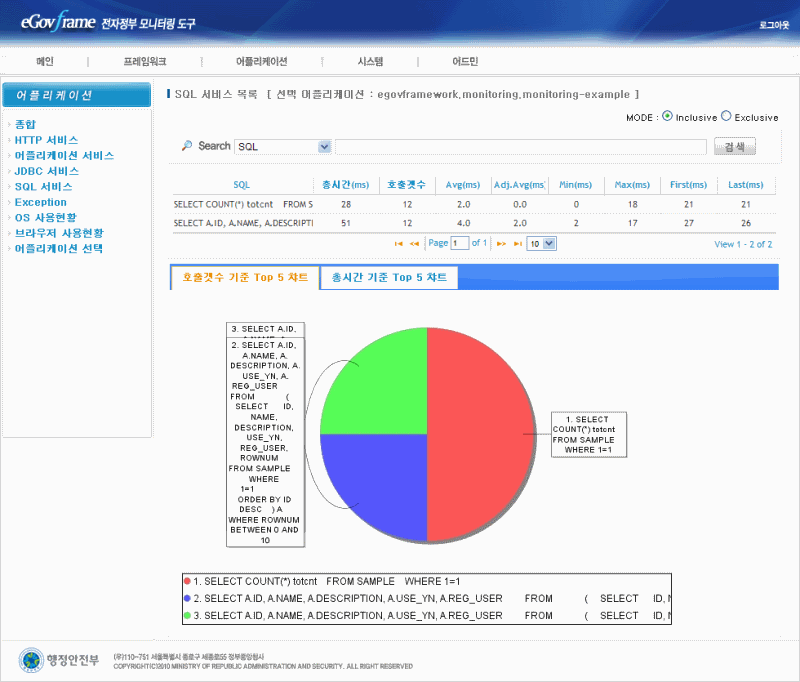 eGovframe 전자정부 모니터링 도구
로그아웃
메인 | 프레임워크 | 어플리케이션 | 시스템 | 어드민
어플리케이션
종합
HTTP 서비스
어플리케이션 서비스
JDBC 서비스
SQL 서비스
Exception
OS 사용현황
브라우저 사용현황
어플리케이션 선택
SQL 서비스 목록 [ 선택 어플리케이션 : egovframework.monitoring.monitoring-example ]
MODE : Inclusive Exclusive
Search SQL 검색
SQL 총시간(ms) 호출갯수 Avg(ms) Adj.Avg(ms) Min(ms) Max(ms) First(ms) Last(ms)
SELECT COUNT(*) totcnt FROM S 28 12 2.0 0.0 0 18 21 21
SELECT A.ID, A.NAME, A.DESCRIPTI 51 12 4.0 2.0 2 17 27 26
Page 1 of 1 10 View 1 - 2 of 2
호출갯수 기준 Top 5 챠트 총시간 기준 Top 5 챠트
3. SELECT A.ID,
2. SELECT A.ID,
A.NAME, A.
DESCRIPTION, A.
USE_YN, A.
REG_USER
FROM (
SELECT ID,
NAME,
DESCRIPTION,
USE_YN,
REG_USER,
ROWNUM
FROM SAMPLE
WHERE
1=1
ORDER BY ID
DESC ) A
WHERE ROWNUM
BETWEEN 0 AND
10
1. SELECT
COUNT(*) totcnt
FROM SAMPLE
WHERE 1=1
1. SELECT COUNT(*) totcnt FROM SAMPLE WHERE 1=1
2. SELECT A.ID, A.NAME, A.DESCRIPTION, A.USE_YN, A.REG_USER FROM ( SELECT ID, N
3. SELECT A.ID, A.NAME, A.DESCRIPTION, A.USE_YN, A.REG_USER FROM ( SELECT ID, N
행정안전부
(우)110-751 서울특별시 종로구 세종로55 정부중앙청사
COPYRIGHT(C)2010 MINISTRY OF REPUBLIC ADMINISTRATION AND SECURITY. ALL RIGHT RESERVED